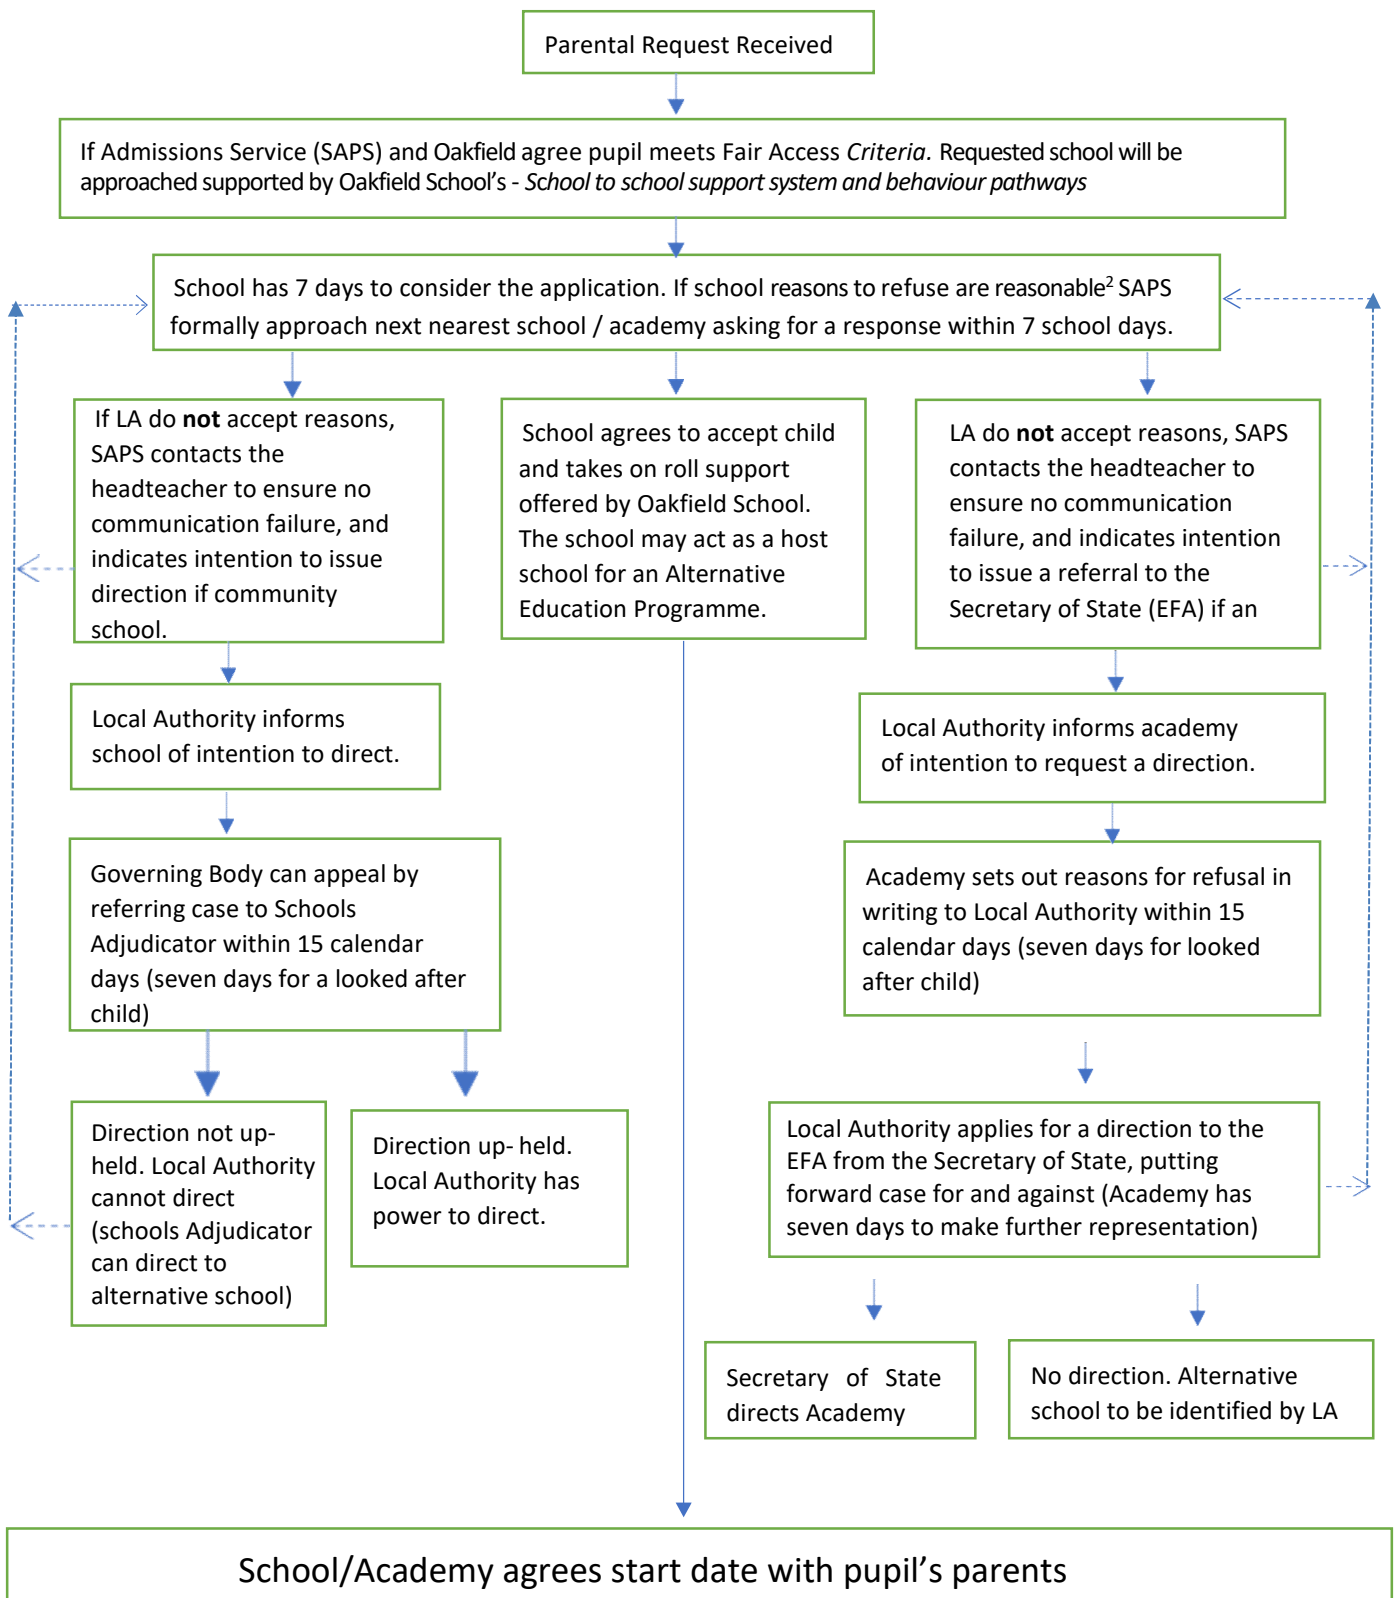 Parental Request Received
If Admissions Service (SAPS) and Oakfield agree pupil meets Fair Access Criteria. Requested school will be
approached supported by Oakfield School's - School to school support system and behaviour pathways
School has 7 days to consider the application. If school reasons to refuse are reasonable² SAPS
formally approach next nearest school / academy asking for a response within 7 school days.
If LA do not accept reasons,
SAPS contacts the
headteacher to ensure no
communication failure, and
indicates intention to issue
direction if community
school.
School agrees to accept child
and takes on roll support
offered by Oakfield School.
The school may act as a host
school for an Alternative
Education Programme.
LA do not accept reasons, SAPS
contacts the headteacher to
ensure no communication
failure, and indicates intention
to issue a referral to the
Secretary of State (EFA) if an
Local Authority informs
school of intention to direct.
Local Authority informs academy
of intention to request a direction.
Governing Body can appeal by
referring case to Schools
Adjudicator within 15 calendar
days (seven days for a looked after
child)
Academy sets out reasons for refusal in
writing to Local Authority within 15
calendar days (seven days for looked
after child)
Direction not up-
held. Local Authority
cannot direct
(schools Adjudicator
can direct to
alternative school)
Direction up- held.
Local Authority has
power to direct.
Local Authority applies for a direction to the
EFA from the Secretary of State, putting
forward case for and against (Academy has
seven days to make further representation)
Secretary of State
directs Academy
No direction. Alternative
school to be identified by LA
School/Academy agrees start date with pupil's parents